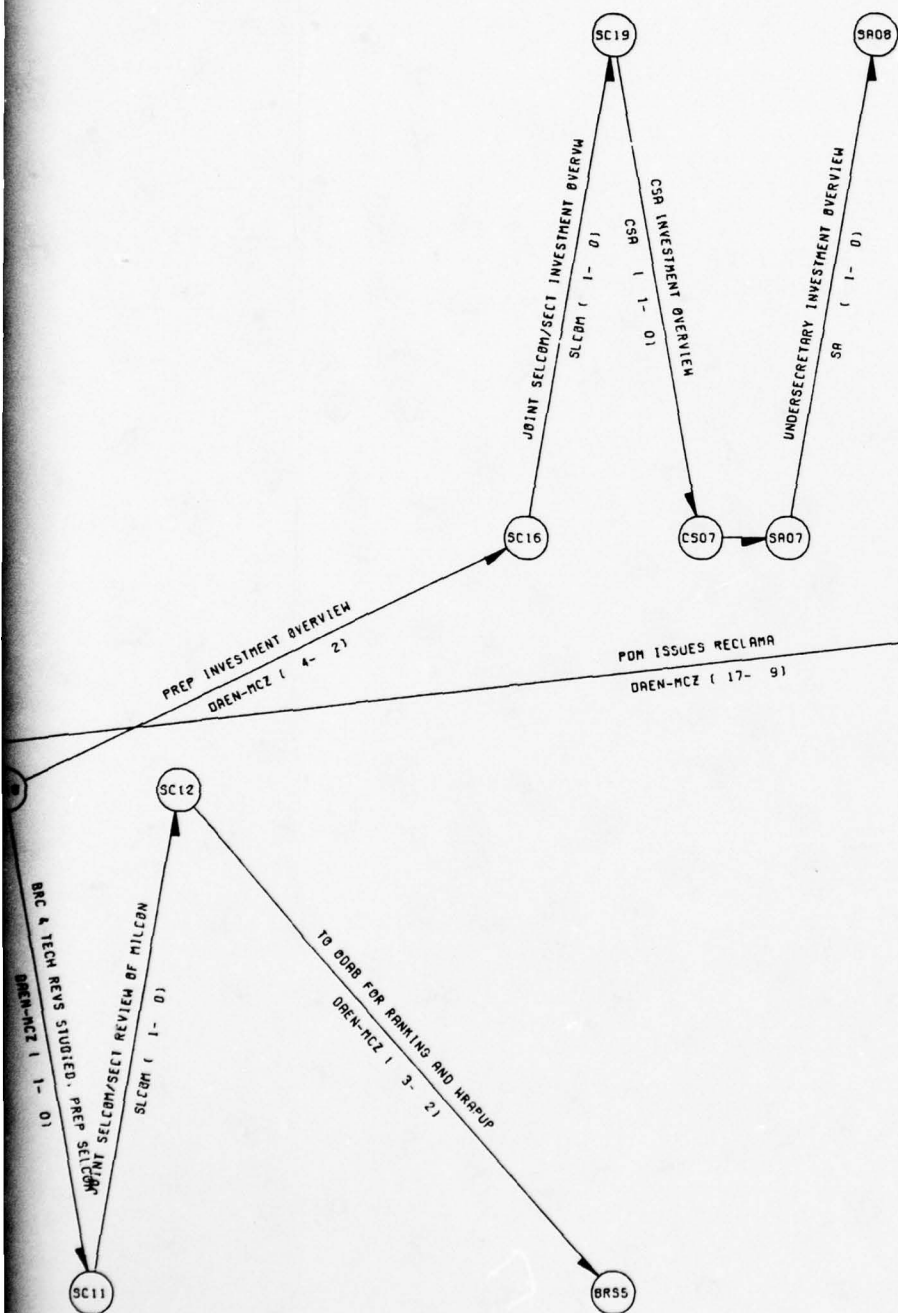 SC19
SA08
JOINT SELCOM/SECT INVESTMENT OVERVW
SLCOM ( 1- 0)
CSA INVESTMENT OVERVIEW
CSA ( 1- 0)
UNDERSECRETARY INVESTMENT OVERVIEW
SA ( 1- 0)
SC16
CS07
SA07
PREP INVESTMENT OVERVIEW
DAEN-MCZ ( 4- 2)
POM ISSUES RECLAMA
DAEN-MCZ ( 17- 9)
SC12
BRC & TECH REVS STUDIED, PREP SELCOM
DAEN-MCZ ( 1- 0)
JOINT SELCOM/SECT REVIEW OF MILCON
SLCOM ( 1- 0)
TO ODAB FOR RANKING AND WRAPUP
DAEN-MCZ ( 3- 2)
SC11
BRS5